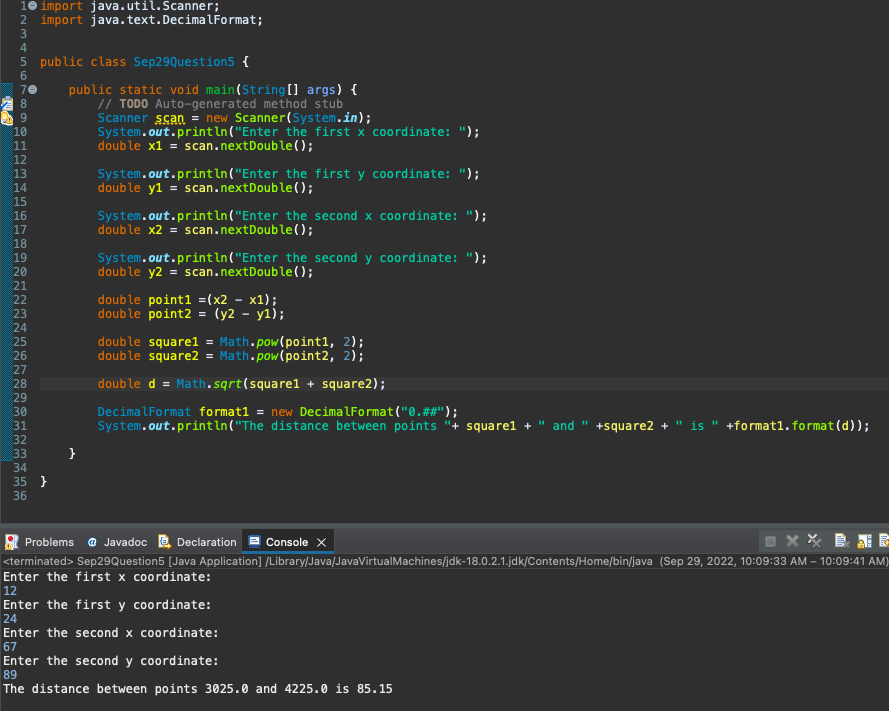 1 import java.util.Scanner;
2 import java.text.DecimalFormat;
3
4
5 public class Sep29Question5 {
6
7 public static void main(String[] args) {
8 // TODO Auto-generated method stub
9 Scanner scan = new Scanner(System.in);
10 System.out.println("Enter the first x coordinate: ");
11 double x1 = scan.nextDouble();
12
13 System.out.println("Enter the first y coordinate: ");
14 double y1 = scan.nextDouble();
15
16 System.out.println("Enter the second x coordinate: ");
17 double x2 = scan.nextDouble();
18
19 System.out.println("Enter the second y coordinate: ");
20 double y2 = scan.nextDouble();
21
22 double point1 =(x2 - x1);
23 double point2 = (y2 - y1);
24
25 double square1 = Math.pow(point1, 2);
26 double square2 = Math.pow(point2, 2);
27
28 double d = Math.sqrt(square1 + square2);
29
30 DecimalFormat format1 = new DecimalFormat("0.##");
31 System.out.println("The distance between points "+ square1 + " and " +square2 + " is " +format1.format(d));
32
33 }
34
35 }
36
Problems @ Javadoc Declaration Console
<terminated> Sep29Question5 [Java Application] /Library/Java/JavaVirtualMachines/jdk-18.0.2.1.jdk/Contents/Home/bin/java (Sep 29, 2022, 10:09:33 AM – 10:09:41 AM)
Enter the first x coordinate:
12
Enter the first y coordinate:
24
Enter the second x coordinate:
67
Enter the second y coordinate:
89
The distance between points 3025.0 and 4225.0 is 85.15